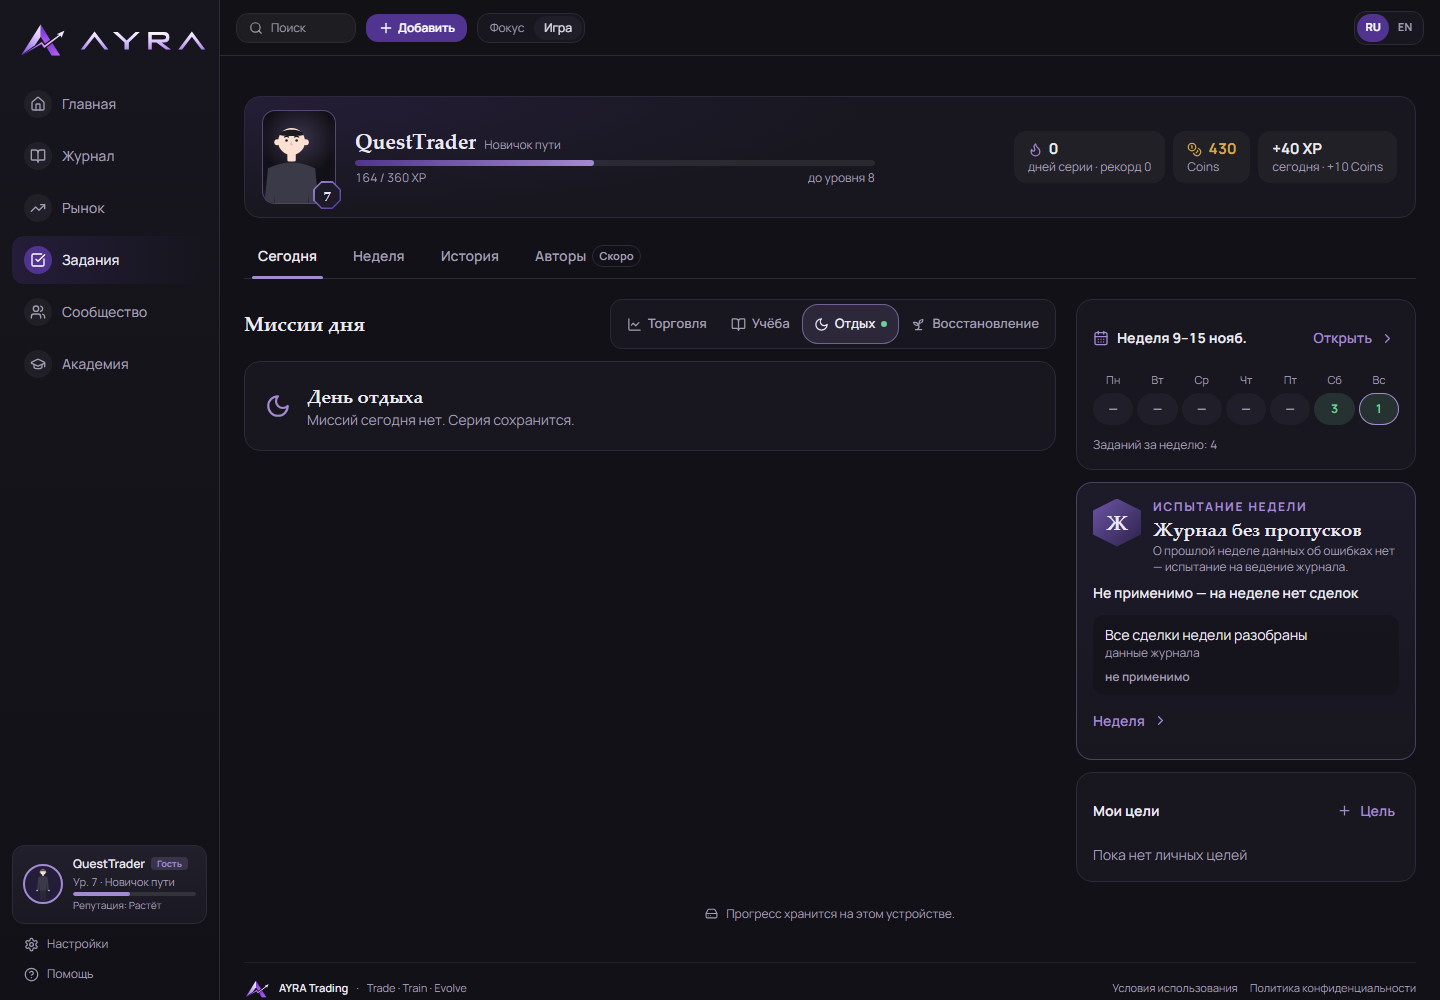 AYRA
Поиск
Добавить
Фокус
Игра
RU
EN
Главная
Журнал
Рынок
Задания
Сообщество
Академия
QuestTrader Новичок пути
164 / 360 XP
до уровня 8
7
0
дней серии · рекорд 0
430
Coins
+40 XP
сегодня · +10 Coins
Сегодня
Неделя
История
Авторы
Скоро
Миссии дня
Торговля
Учёба
Отдых
Восстановление
День отдыха
Миссий сегодня нет. Серия сохранится.
Неделя 9–15 нояб.
Открыть
Пн Вт Ср Чт Пт Сб Вс
– – – – – 3 1
Заданий за неделю: 4
Ж
ИСПЫТАНИЕ НЕДЕЛИ
Журнал без пропусков
О прошлой неделе данных об ошибках нет
— испытание на ведение журнала.
Не применимо — на неделе нет сделок
Все сделки недели разобраны
данные журнала
не применимо
Неделя
Мои цели
Цель
Пока нет личных целей
QuestTrader Гость
Ур. 7 · Новичок пути
Репутация: Растёт
Настройки
Помощь
Прогресс хранится на этом устройстве.
AYRA Trading · Trade · Train · Evolve
Условия использования
Политика конфиденциальности